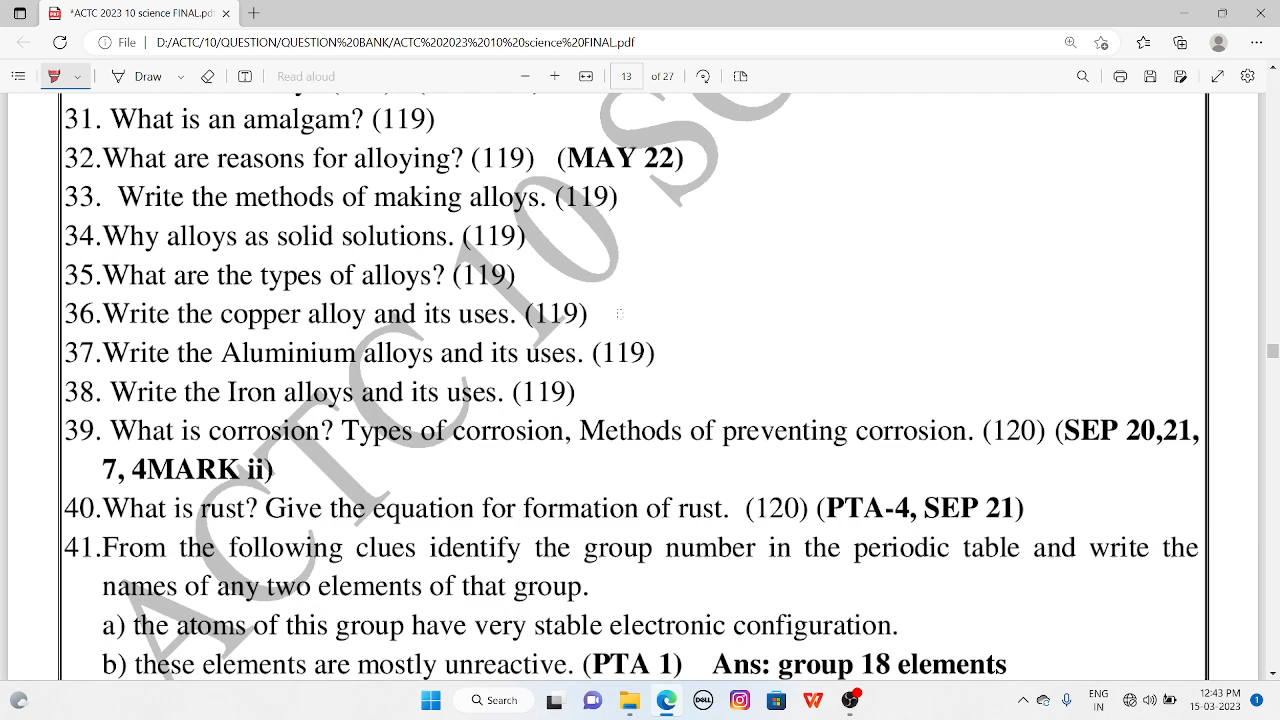 *ACTC 2023 10 science FINAL.pdf
File D:/ACTC/10/QUESTION/QUESTION%20BANK/ACTC%202023%2010%20science%20FINAL.pdf
Draw Read aloud 13 of 27
31. What is an amalgam? (119)
32.What are reasons for alloying? (119) (MAY 22)
33. Write the methods of making alloys. (119)
34.Why alloys as solid solutions. (119)
35.What are the types of alloys? (119)
36.Write the copper alloy and its uses. (119)
37.Write the Aluminium alloys and its uses. (119)
38. Write the Iron alloys and its uses. (119)
39. What is corrosion? Types of corrosion, Methods of preventing corrosion. (120) (SEP 20,21,
7, 4MARK ii)
40.What is rust? Give the equation for formation of rust. (120) (PTA-4, SEP 21)
41.From the following clues identify the group number in the periodic table and write the
names of any two elements of that group.
a) the atoms of this group have very stable electronic configuration.
b) these elements are mostly unreactive. (PTA 1) Ans: group 18 elements
ACTC 10 SC
Search
DELL
ENG
IN
12:43 PM
15-03-2023
1